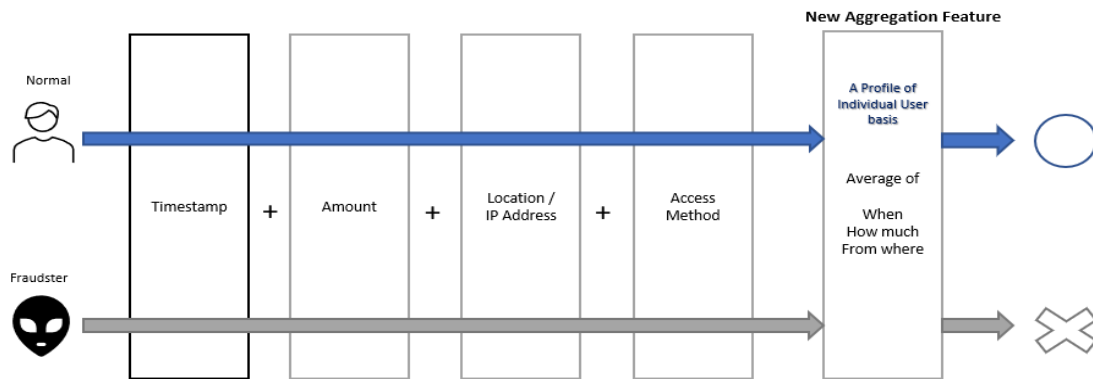 New Aggregation Feature
Normal
A Profile of
Individual User
basis
Timestamp
+
Amount
+
Location /
IP Address
+
Access
Method
Average of
When
How much
From where
Fraudster